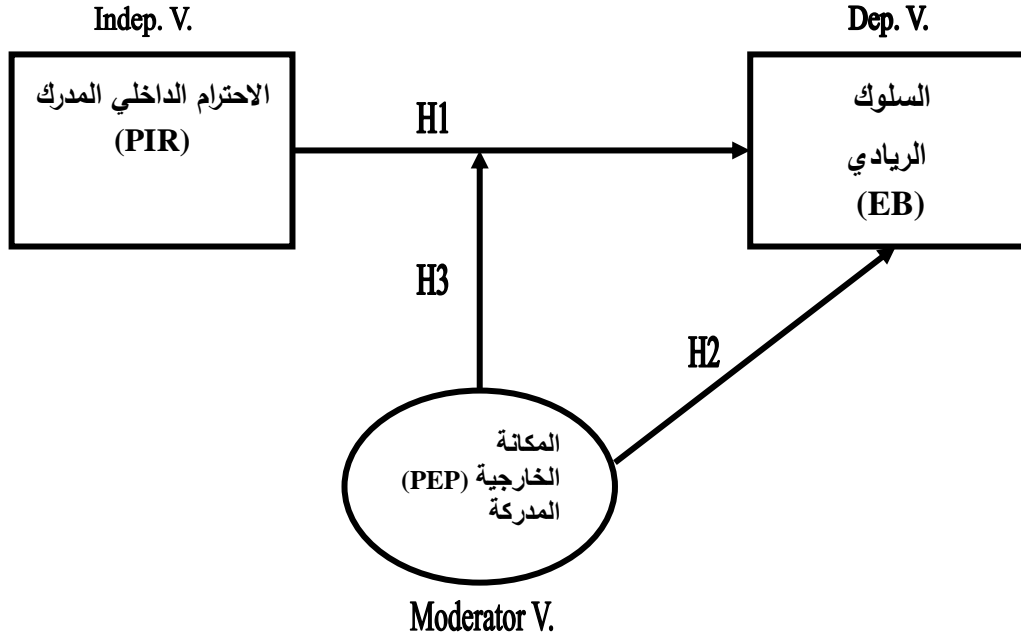 Indep. V.
Dep. V.
الاحترام الداخلي المدرك
(PIR)
H1
السلوك
الريادي
(EB)
H3
H2
المكانة
الخارجية (PEP)
المدركة
Moderator V.